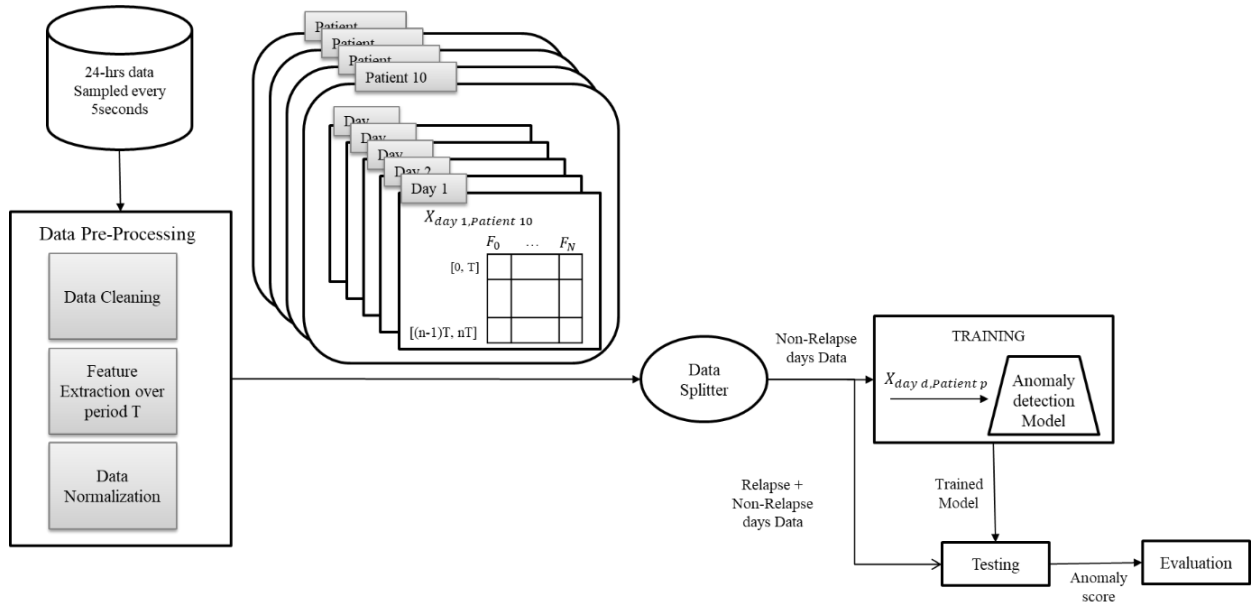 24-hrs data
Sampled every
5seconds
Data Pre-Processing
Data Cleaning
Feature
Extraction over
period T
Data
Normalization
Patient
Patient
Patient
Patient 10
Day
Day
Day
Day 2
Day 1
X_{day 1,Patient 10}
F_0 … F_N
[0, T]
[(n-1)T, nT]
Data
Splitter
Non-Relapse
days Data
TRAINING
X_{day d,Patient p}
Anomaly
detection
Model
Relapse +
Non-Relapse
days Data
Trained
Model
Testing
Anomaly
score
Evaluation